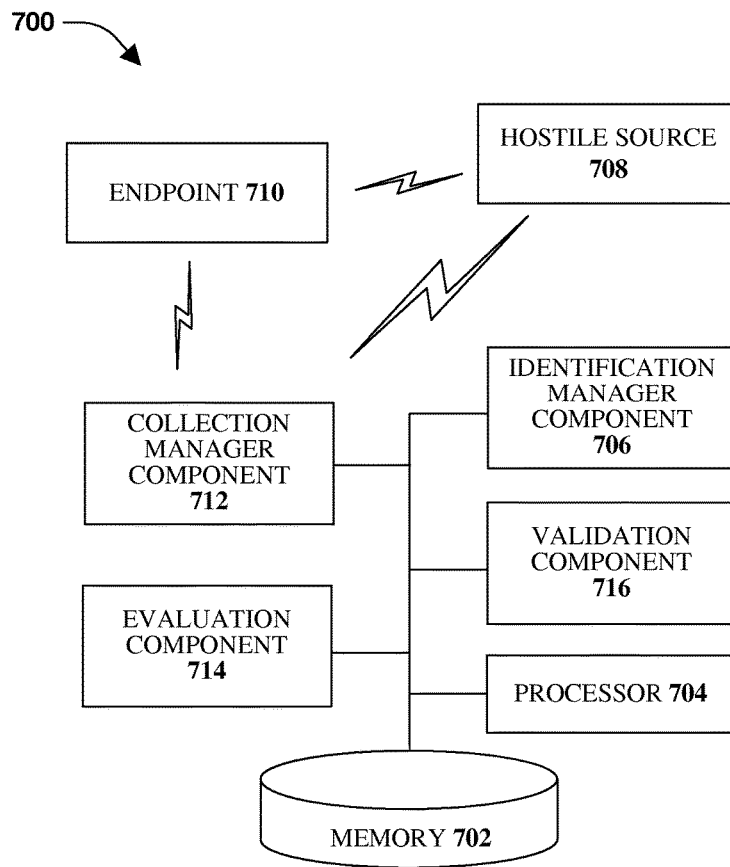 700
HOSTILE SOURCE
708
ENDPOINT 710
IDENTIFICATION
MANAGER
COMPONENT
706
COLLECTION
MANAGER
COMPONENT
712
VALIDATION
COMPONENT
716
EVALUATION
COMPONENT
714
PROCESSOR 704
MEMORY 702